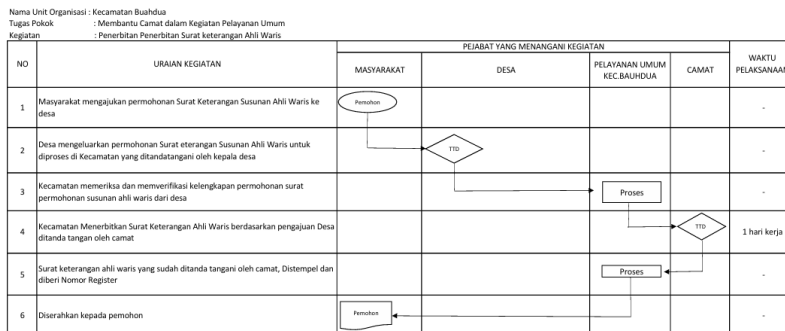 Nama Unit Organisasi : Kecamatan Buahdua
Tugas Pokok : Membantu Camat dalam Kegiatan Pelayanan Umum
Kegiatan : Penerbitan Penerbitan Surat keterangan Ahli Waris
PEJABAT YANG MENANGANI KEGIATAN
NO
URAIAN KEGIATAN
MASYARAKAT
DESA
PELAYANAN UMUM
KEC.BAUHDUA
CAMAT
WAKTU
PELAKSANAAN
1
Masyarakat mengajukan permohonan Surat Keterangan Susunan Ahli Waris ke
desa
Pemohon
-
2
Desa mengeluarkan permohonan Surat eterangan Susunan Ahli Waris untuk
diproses di Kecamatan yang ditandatangani oleh kepala desa
TTD
-
3
Kecamatan memeriksa dan memverifikasi kelengkapan permohonan surat
permohonan susunan ahli waris dari desa
Proses
-
4
Kecamatan Menerbitkan Surat Keterangan Ahli Waris berdasarkan pengajuan Desa
ditanda tangan oleh camat
TTD
1 hari kerja
5
Surat keterangan ahli waris yang sudah ditanda tangani oleh camat, Distempel dan
diberi Nomor Register
Proses
-
6
Diserahkan kepada pemohon
Pemohon
-